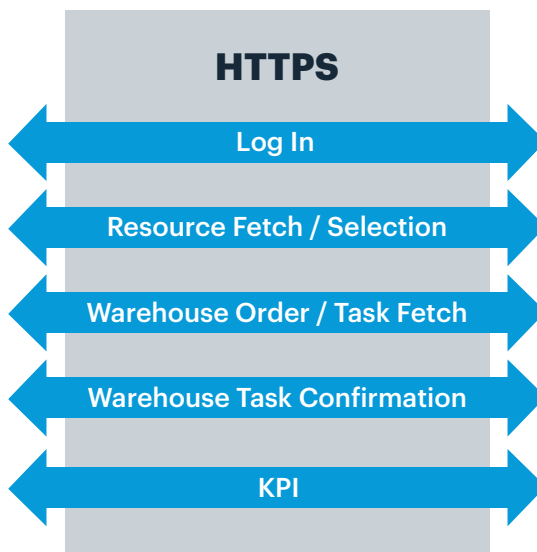 HTTPS
Log In
Resource Fetch / Selection
Warehouse Order / Task Fetch
Warehouse Task Confirmation
KPI